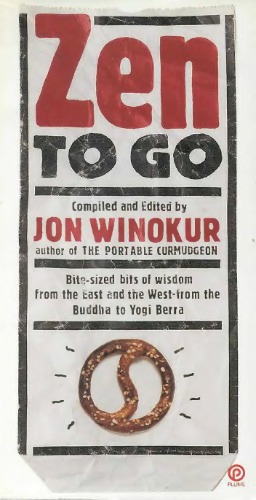 Zen
TO GO
Compiled and Edited by
JON WINOKUR
author of THE PORTABLE CURMUDGEON
Bite-sized bits of wisdom
from the East and the West-from the
Buddha to Yogi Berra
PLUME